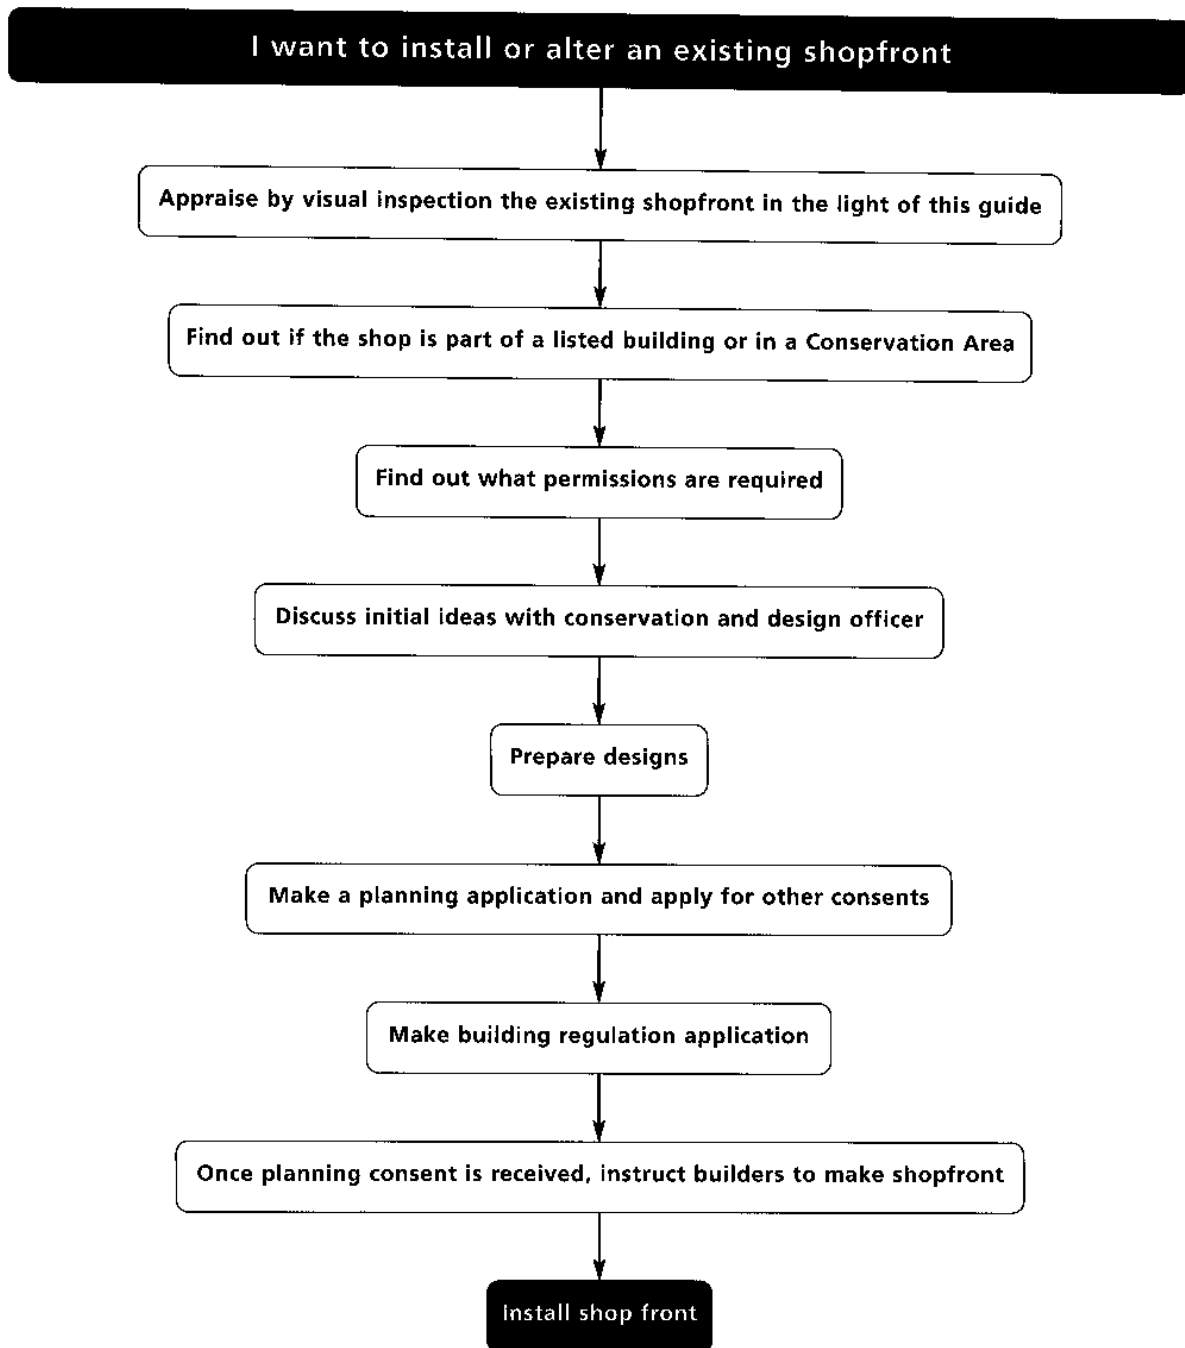 I want to install or alter an existing shopfront
Appraise by visual inspection the existing shopfront in the light of this guide
Find out if the shop is part of a listed building or in a Conservation Area
Find out what permissions are required
Discuss initial ideas with conservation and design officer
Prepare designs
Make a planning application and apply for other consents
Make building regulation application
Once planning consent is received, instruct builders to make shopfront
Install shop front